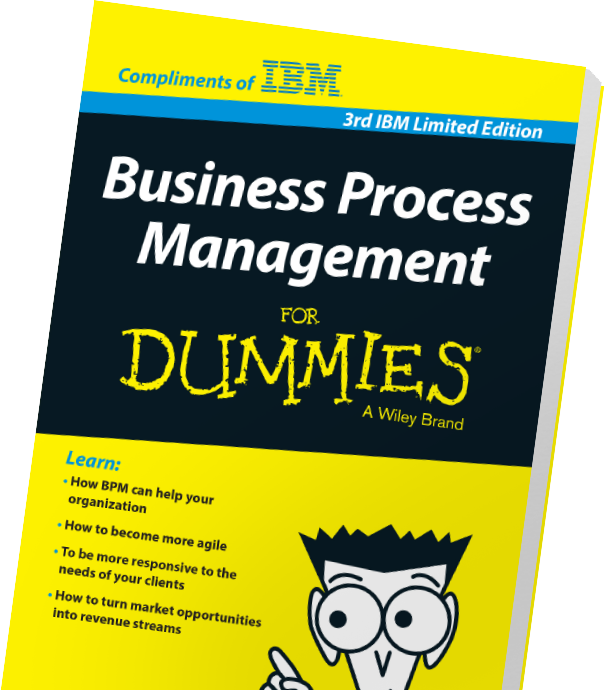 Compliments of IBM
3rd IBM Limited Edition
Business Process
Management
FOR
DUMMIES®
A Wiley Brand
Learn:
• How BPM can help your
organization
• How to become more agile
• To be more responsive to the
needs of your clients
• How to turn market opportunities
into revenue streams